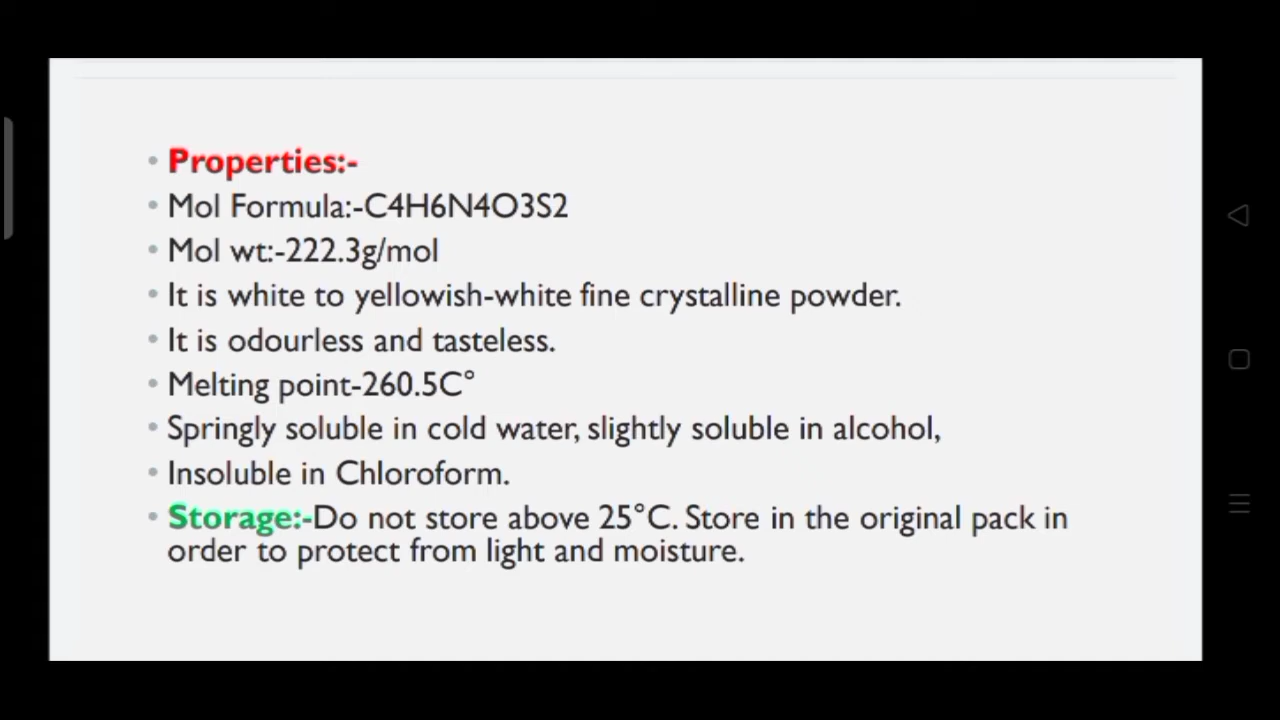 Properties:-
Mol Formula:-C4H6N4O3S2
Mol wt:-222.3g/mol
It is white to yellowish-white fine crystalline powder.
It is odourless and tasteless.
Melting point-260.5C°
Springly soluble in cold water, slightly soluble in alcohol,
Insoluble in Chloroform.
Storage:-Do not store above 25°C. Store in the original pack in
order to protect from light and moisture.